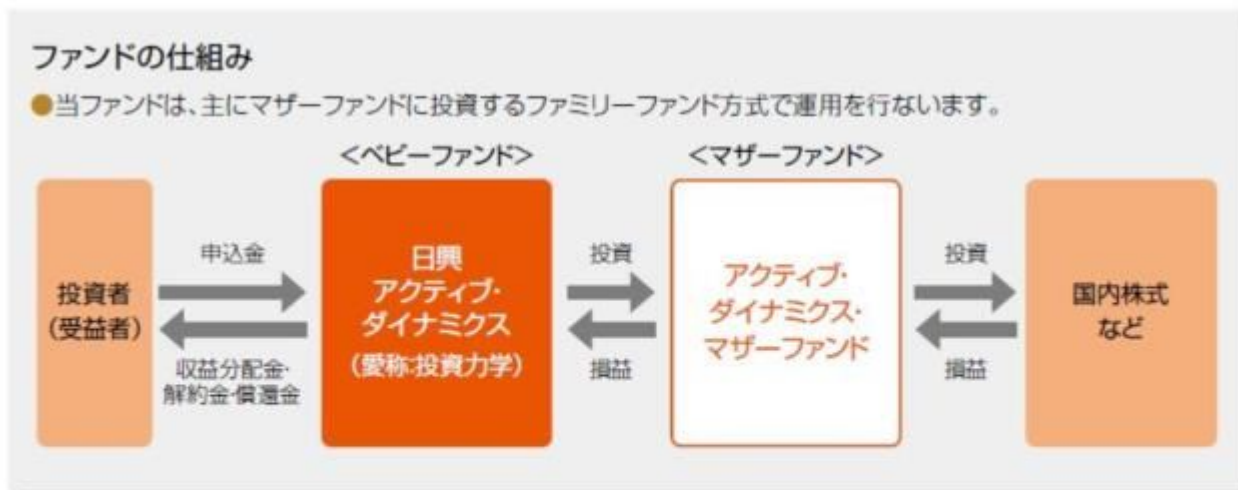 ファンドの仕組み
●当ファンドは、主にマザーファンドに投資するファミリーファンド方式で運用を行ないます。
<ベビーファンド>
<マザーファンド>
投資者
(受益者)
申込金
収益分配金・
解約金・償還金
日興
アクティブ・
ダイナミクス
(愛称:投資力学)
投資
損益
アクティブ・
ダイナミクス・
マザーファンド
投資
損益
国内株式
など